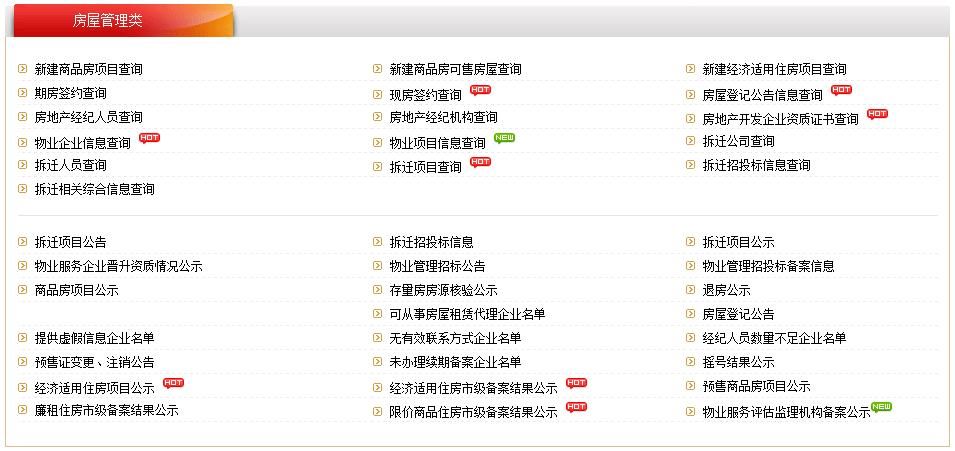 房屋管理类
新建商品房项目查询 新建商品房可售房屋查询 新建经济适用住房项目查询
期房签约查询 现房签约查询 HOT 房屋登记公告信息查询 HOT
房地产经纪人员查询 房地产经纪机构查询 房地产开发企业资质证书查询 HOT
物业企业信息查询 HOT 物业项目信息查询 NEW 拆迁公司查询
拆迁人员查询 拆迁项目查询 HOT 拆迁招投标信息查询
拆迁相关综合信息查询
拆迁项目公告 拆迁招投标信息 拆迁项目公示
物业服务企业晋升资质情况公示 物业管理招标公告 物业管理招投标备案信息
商品房项目公示 存量房房源核验公示 退房公示
可从事房屋租赁代理企业名单 房屋登记公告
提供虚假信息企业名单 无有效联系方式企业名单 经纪人员数量不足企业名单
预售证变更、注销公告 未办理续期备案企业名单 摇号结果公示
经济适用住房项目公示 HOT 经济适用住房市级备案结果公示 HOT 预售商品房项目公示
廉租住房市级备案结果公示 限价商品住房市级备案结果公示 HOT 物业服务评估监理机构备案公示 NEW